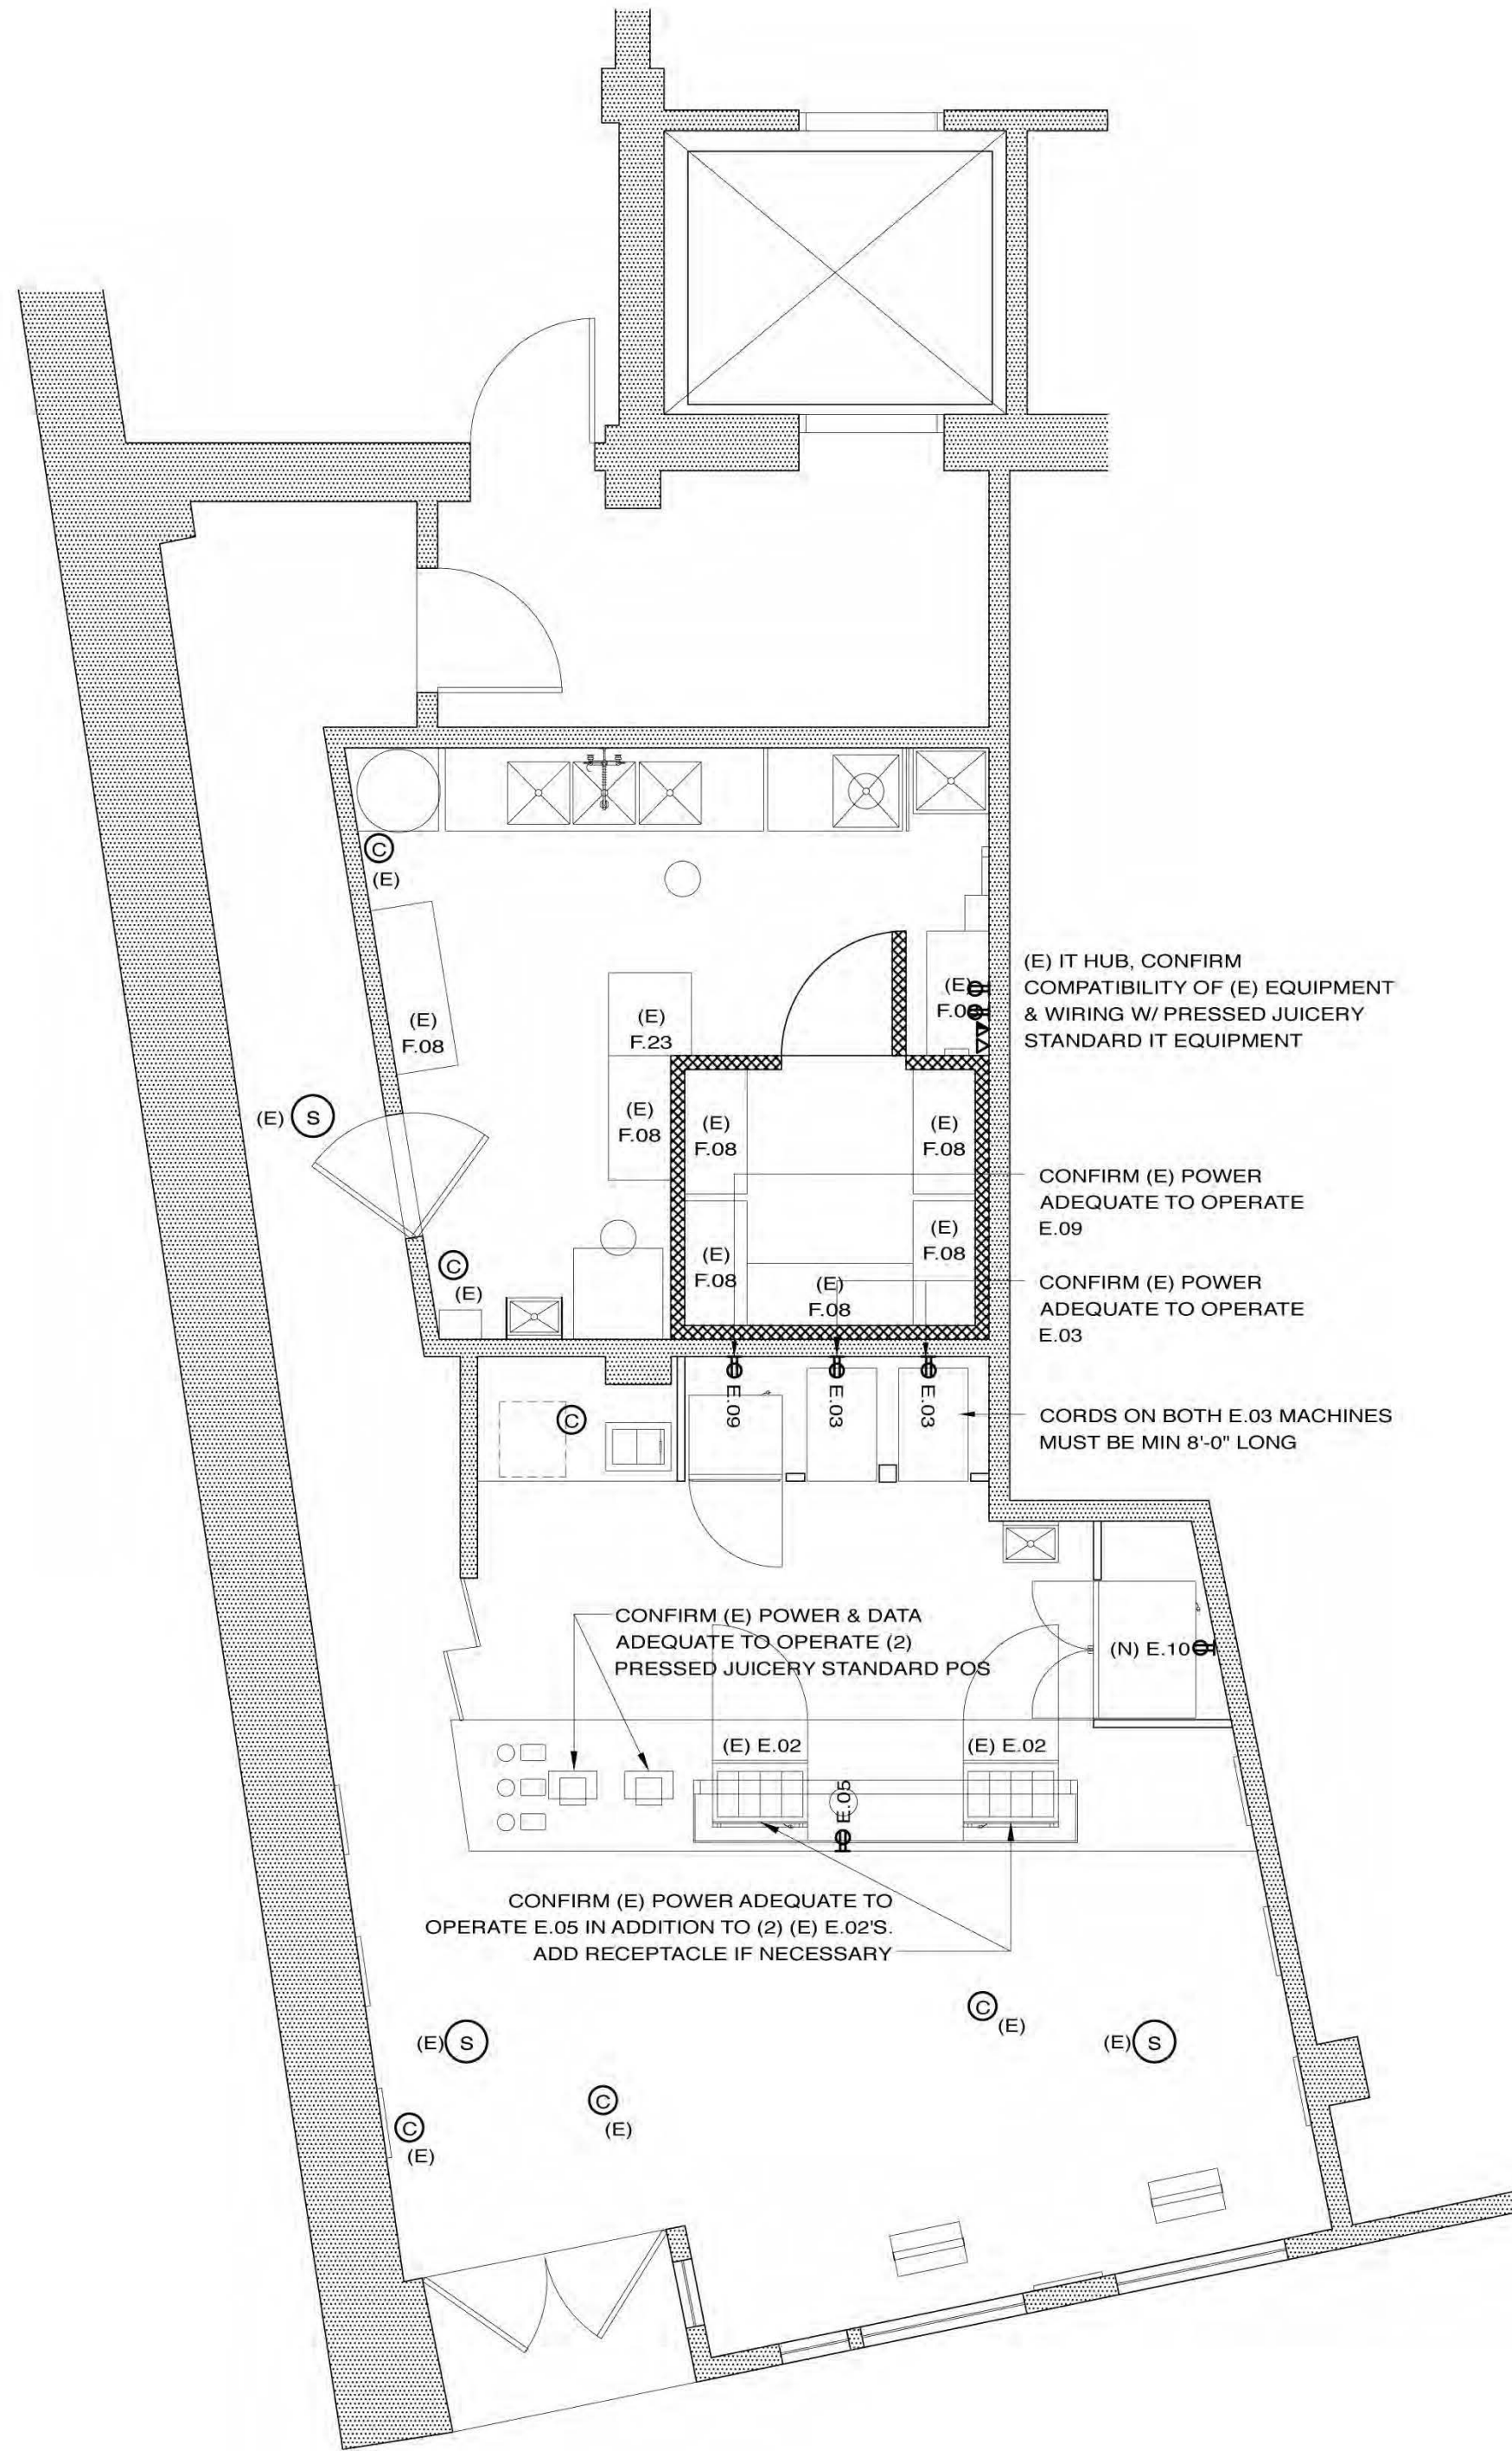 C
(E)
(E) IT HUB, CONFIRM
COMPATIBILITY OF (E) EQUIPMENT
& WIRING W/ PRESSED JUICERY
STANDARD IT EQUIPMENT
(E)
(E)
F.08
(E)
F.23
(E) S
(E)
F.08
(E)
F.08
(E)
F.08
CONFIRM (E) POWER
ADEQUATE TO OPERATE
E.09
(E)
F.08
(E)
F.08
(E)
F.08
C
(E)
CONFIRM (E) POWER
ADEQUATE TO OPERATE
E.03
C
E.09
E.03
E.03
CORDS ON BOTH E.03 MACHINES
MUST BE MIN 8'-0" LONG
CONFIRM (E) POWER & DATA
ADEQUATE TO OPERATE (2)
PRESSED JUICERY STANDARD POS
(N) E.10
(E) E.02
(E) E.02
E.05
CONFIRM (E) POWER ADEQUATE TO
OPERATE E.05 IN ADDITION TO (2) (E) E.02'S.
ADD RECEPTACLE IF NECESSARY
C
(E)
(E) S
(E) S
C
(E)
C
(E)